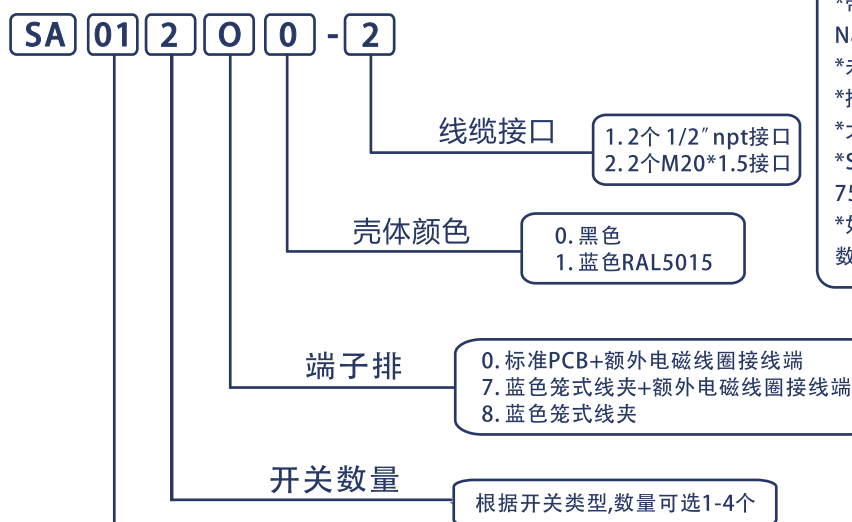 SA 01 2 O 0 - 2
线缆接口
1. 2个 1/2″ npt接口
2. 2个M20*1.5接口
壳体颜色
0. 黑色
1. 蓝色RAL5015
端子排
0. 标准PCB+额外电磁线圈接线端
7. 蓝色笼式线夹+额外电磁线圈接线端
8. 蓝色笼式线夹
开关数量
根据开关类型,数量可选1-4个